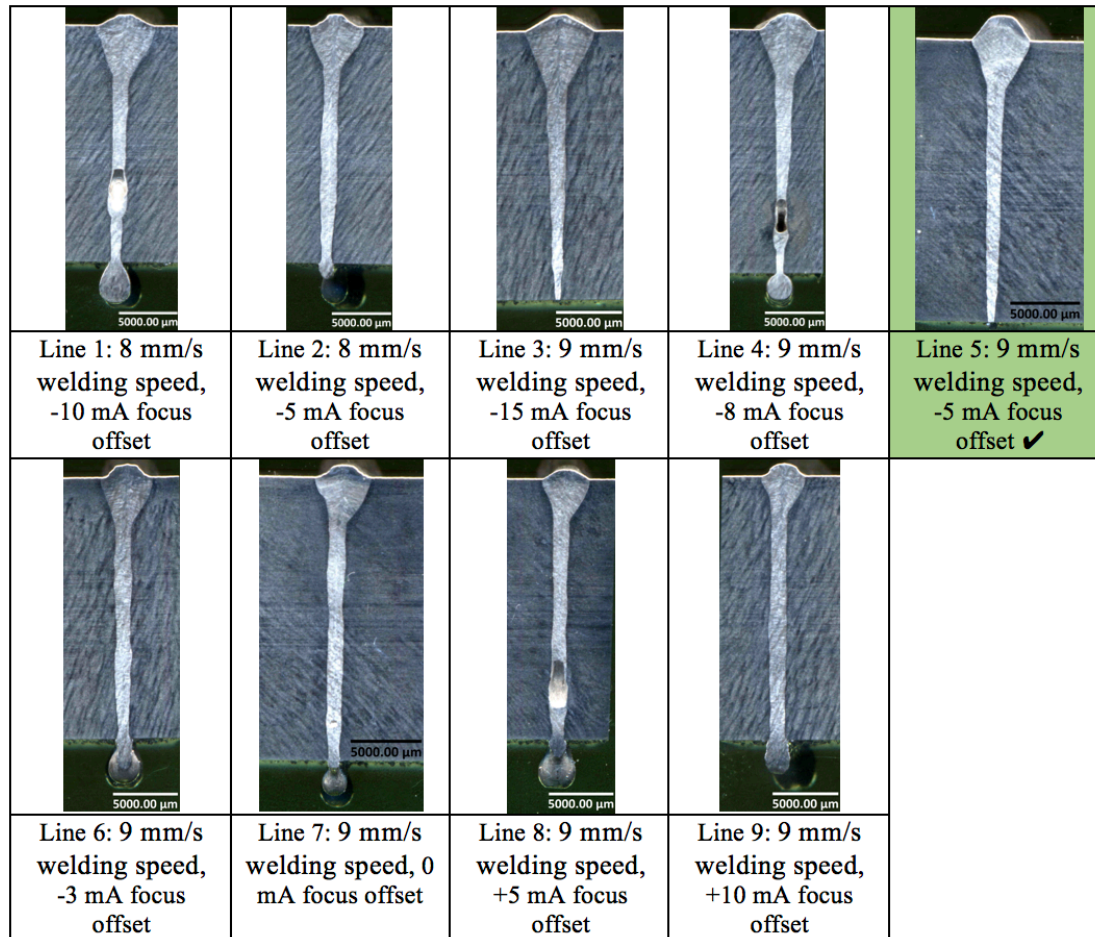 5000.00 µm
5000.00 µm
5000.00 µm
5000.00 µm
5000.00 µm
Line 1: 8 mm/s
welding speed,
-10 mA focus
offset
Line 2: 8 mm/s
welding speed,
-5 mA focus
offset
Line 3: 9 mm/s
welding speed,
-15 mA focus
offset
Line 4: 9 mm/s
welding speed,
-8 mA focus
offset
Line 5: 9 mm/s
welding speed,
-5 mA focus
offset ✔
5000.00 µm
5000.00 µm
5000.00 µm
5000.00 µm
Line 6: 9 mm/s
welding speed,
-3 mA focus
offset
Line 7: 9 mm/s
welding speed, 0
mA focus offset
Line 8: 9 mm/s
welding speed,
+5 mA focus
offset
Line 9: 9 mm/s
welding speed,
+10 mA focus
offset